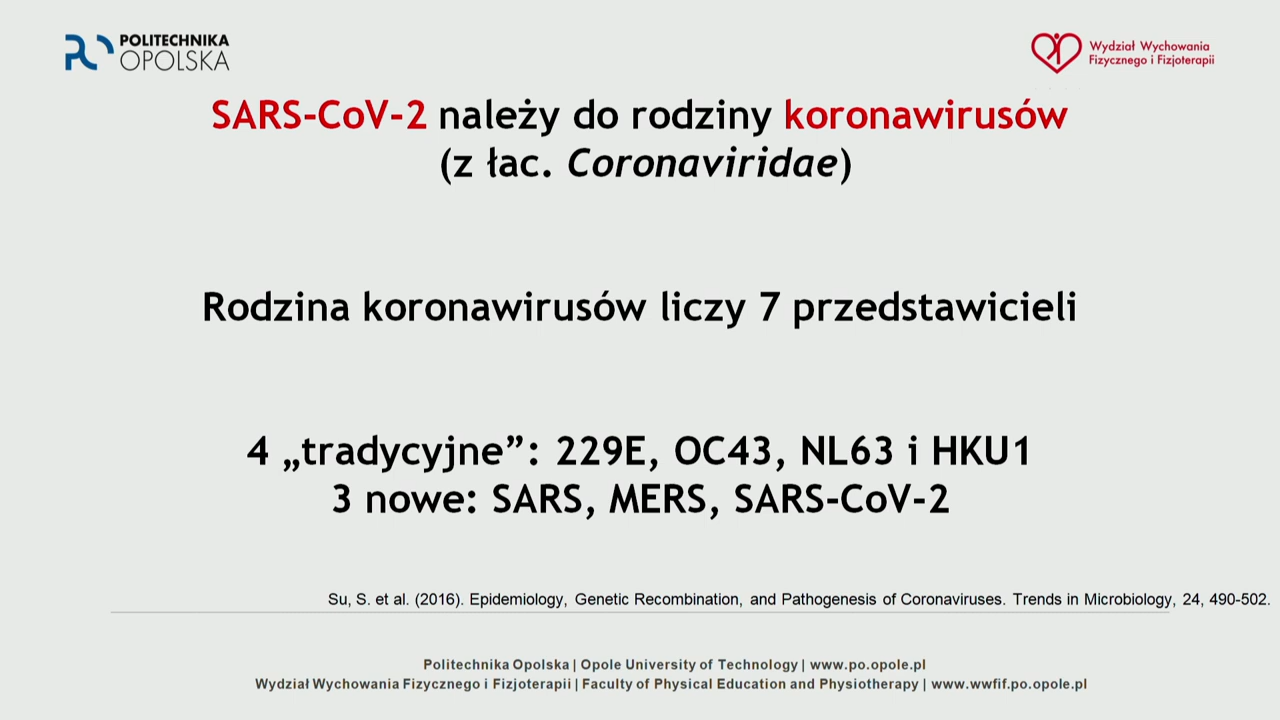 POLITECHNIKA
OPOLSKA
Wydział Wychowania
Fizycznego i Fizjoterapii
SARS-CoV-2 należy do rodziny koronawirusów
(z łac. Coronaviridae)
Rodzina koronawirusów liczy 7 przedstawicieli
4 „tradycyjne”: 229E, OC43, NL63 i HKU1
3 nowe: SARS, MERS, SARS-CoV-2
Su, S. et al. (2016). Epidemiology, Genetic Recombination, and Pathogenesis of Coronaviruses. Trends in Microbiology, 24, 490-502.
Politechnika Opolska | Opole University of Technology | www.po.opole.pl
Wydział Wychowania Fizycznego i Fizjoterapii | Faculty of Physical Education and Physiotherapy | www.wwfif.po.opole.pl